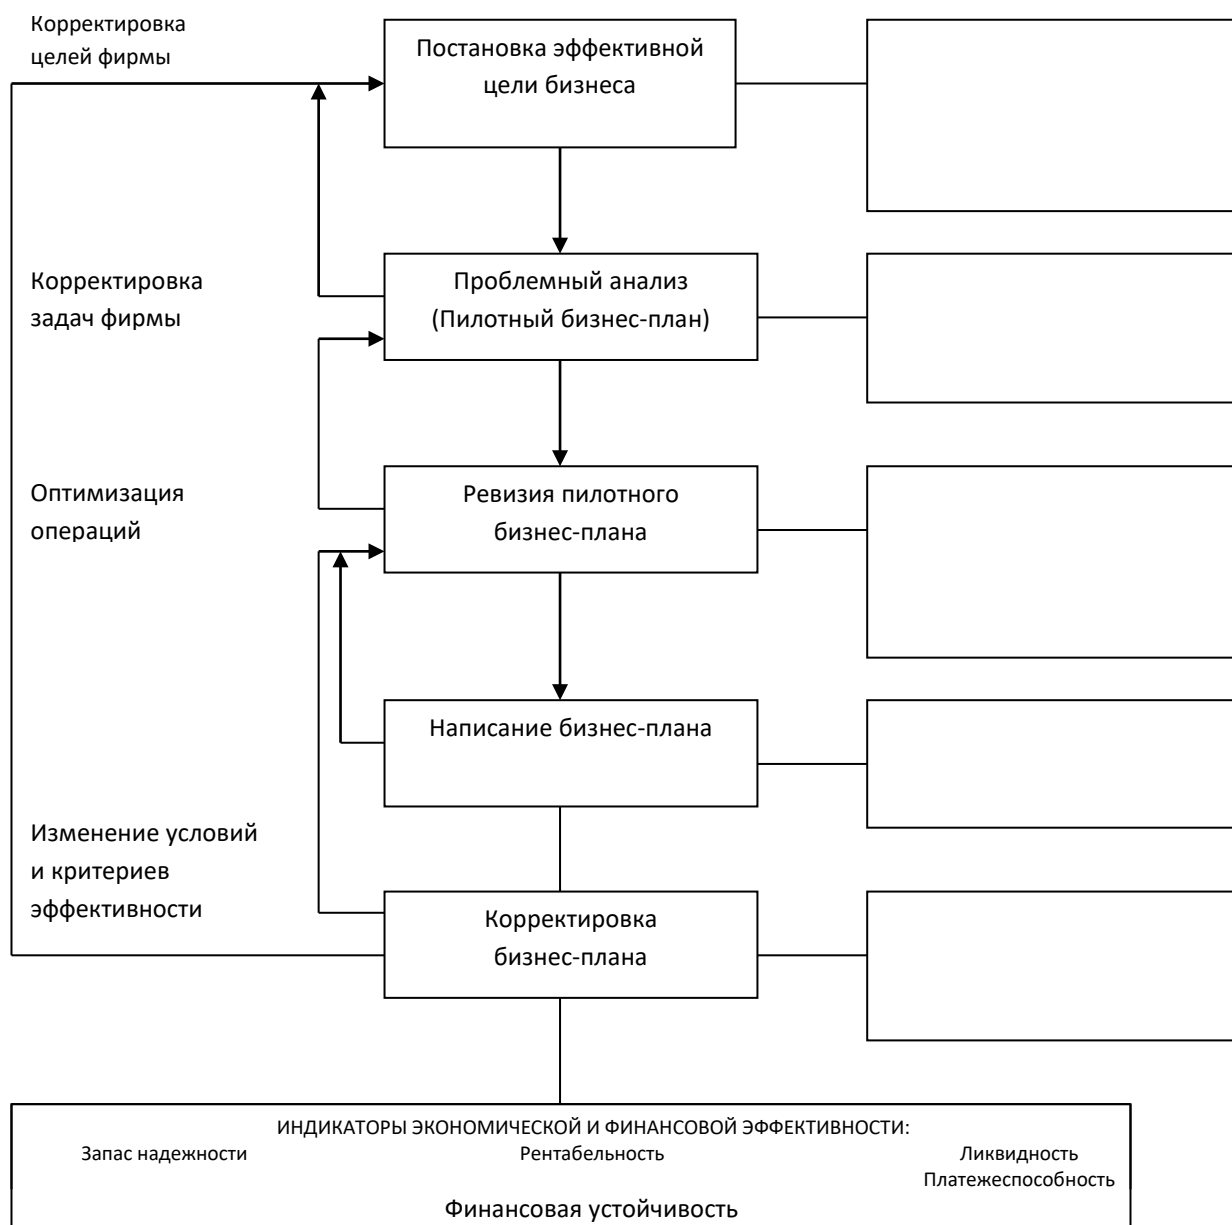 Корректировка
целей фирмы
Постановка эффективной
цели бизнеса
Корректировка
задач фирмы
Проблемный анализ
(Пилотный бизнес-план)
Оптимизация
операций
Ревизия пилотного
бизнес-плана
Написание бизнес-плана
Изменение условий
и критериев
эффективности
Корректировка
бизнес-плана
ИНДИКАТОРЫ ЭКОНОМИЧЕСКОЙ И ФИНАНСОВОЙ ЭФФЕКТИВНОСТИ:
Запас надежности Рентабельность Ликвидность
Платежеспособность
Финансовая устойчивость